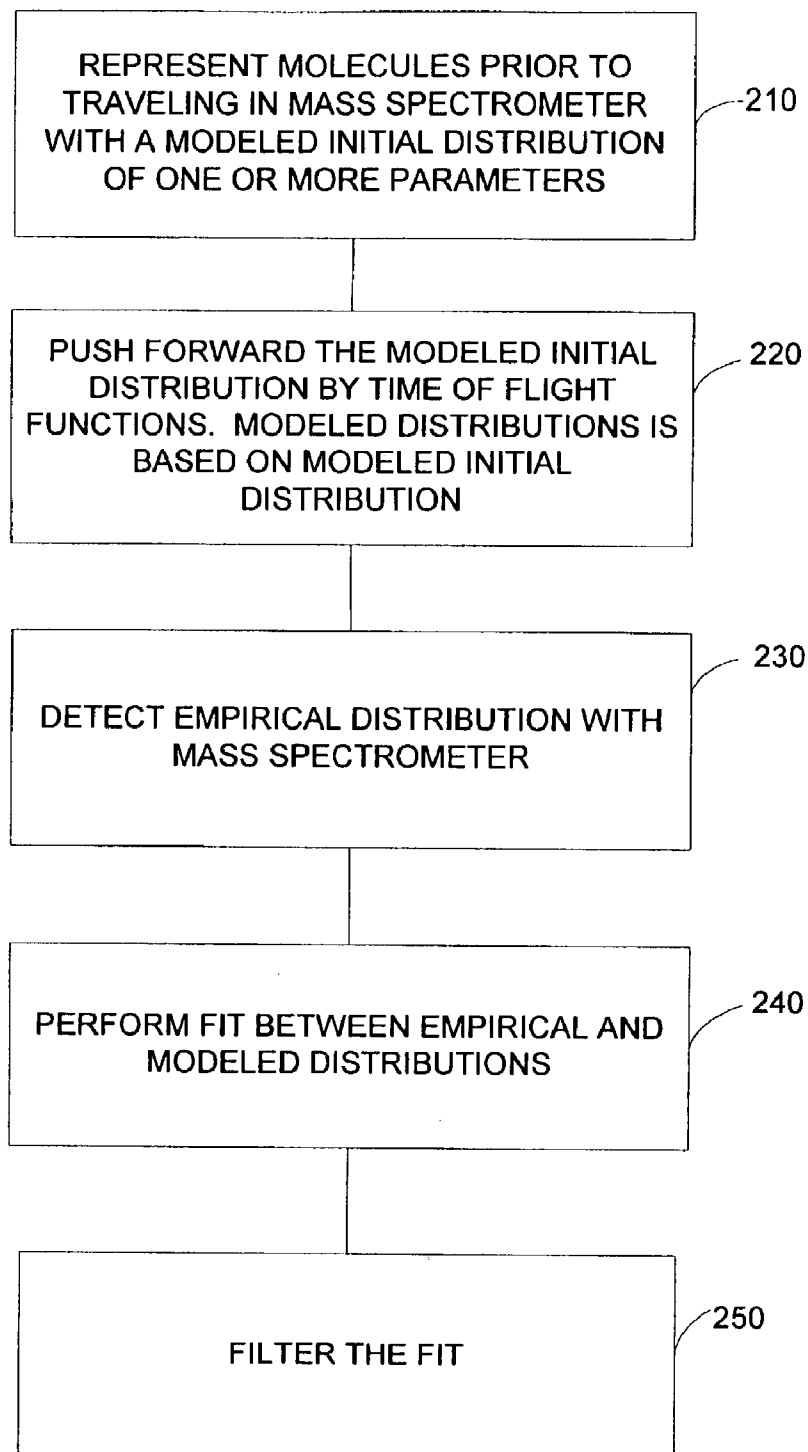 REPRESENT MOLECULES PRIOR TO
TRAVELING IN MASS SPECTROMETER
WITH A MODELED INITIAL DISTRIBUTION
OF ONE OR MORE PARAMETERS
210
PUSH FORWARD THE MODELED INITIAL
DISTRIBUTION BY TIME OF FLIGHT
FUNCTIONS. MODELED DISTRIBUTIONS IS
BASED ON MODELED INITIAL
DISTRIBUTION
220
DETECT EMPIRICAL DISTRIBUTION WITH
MASS SPECTROMETER
230
PERFORM FIT BETWEEN EMPIRICAL AND
MODELED DISTRIBUTIONS
240
FILTER THE FIT
250